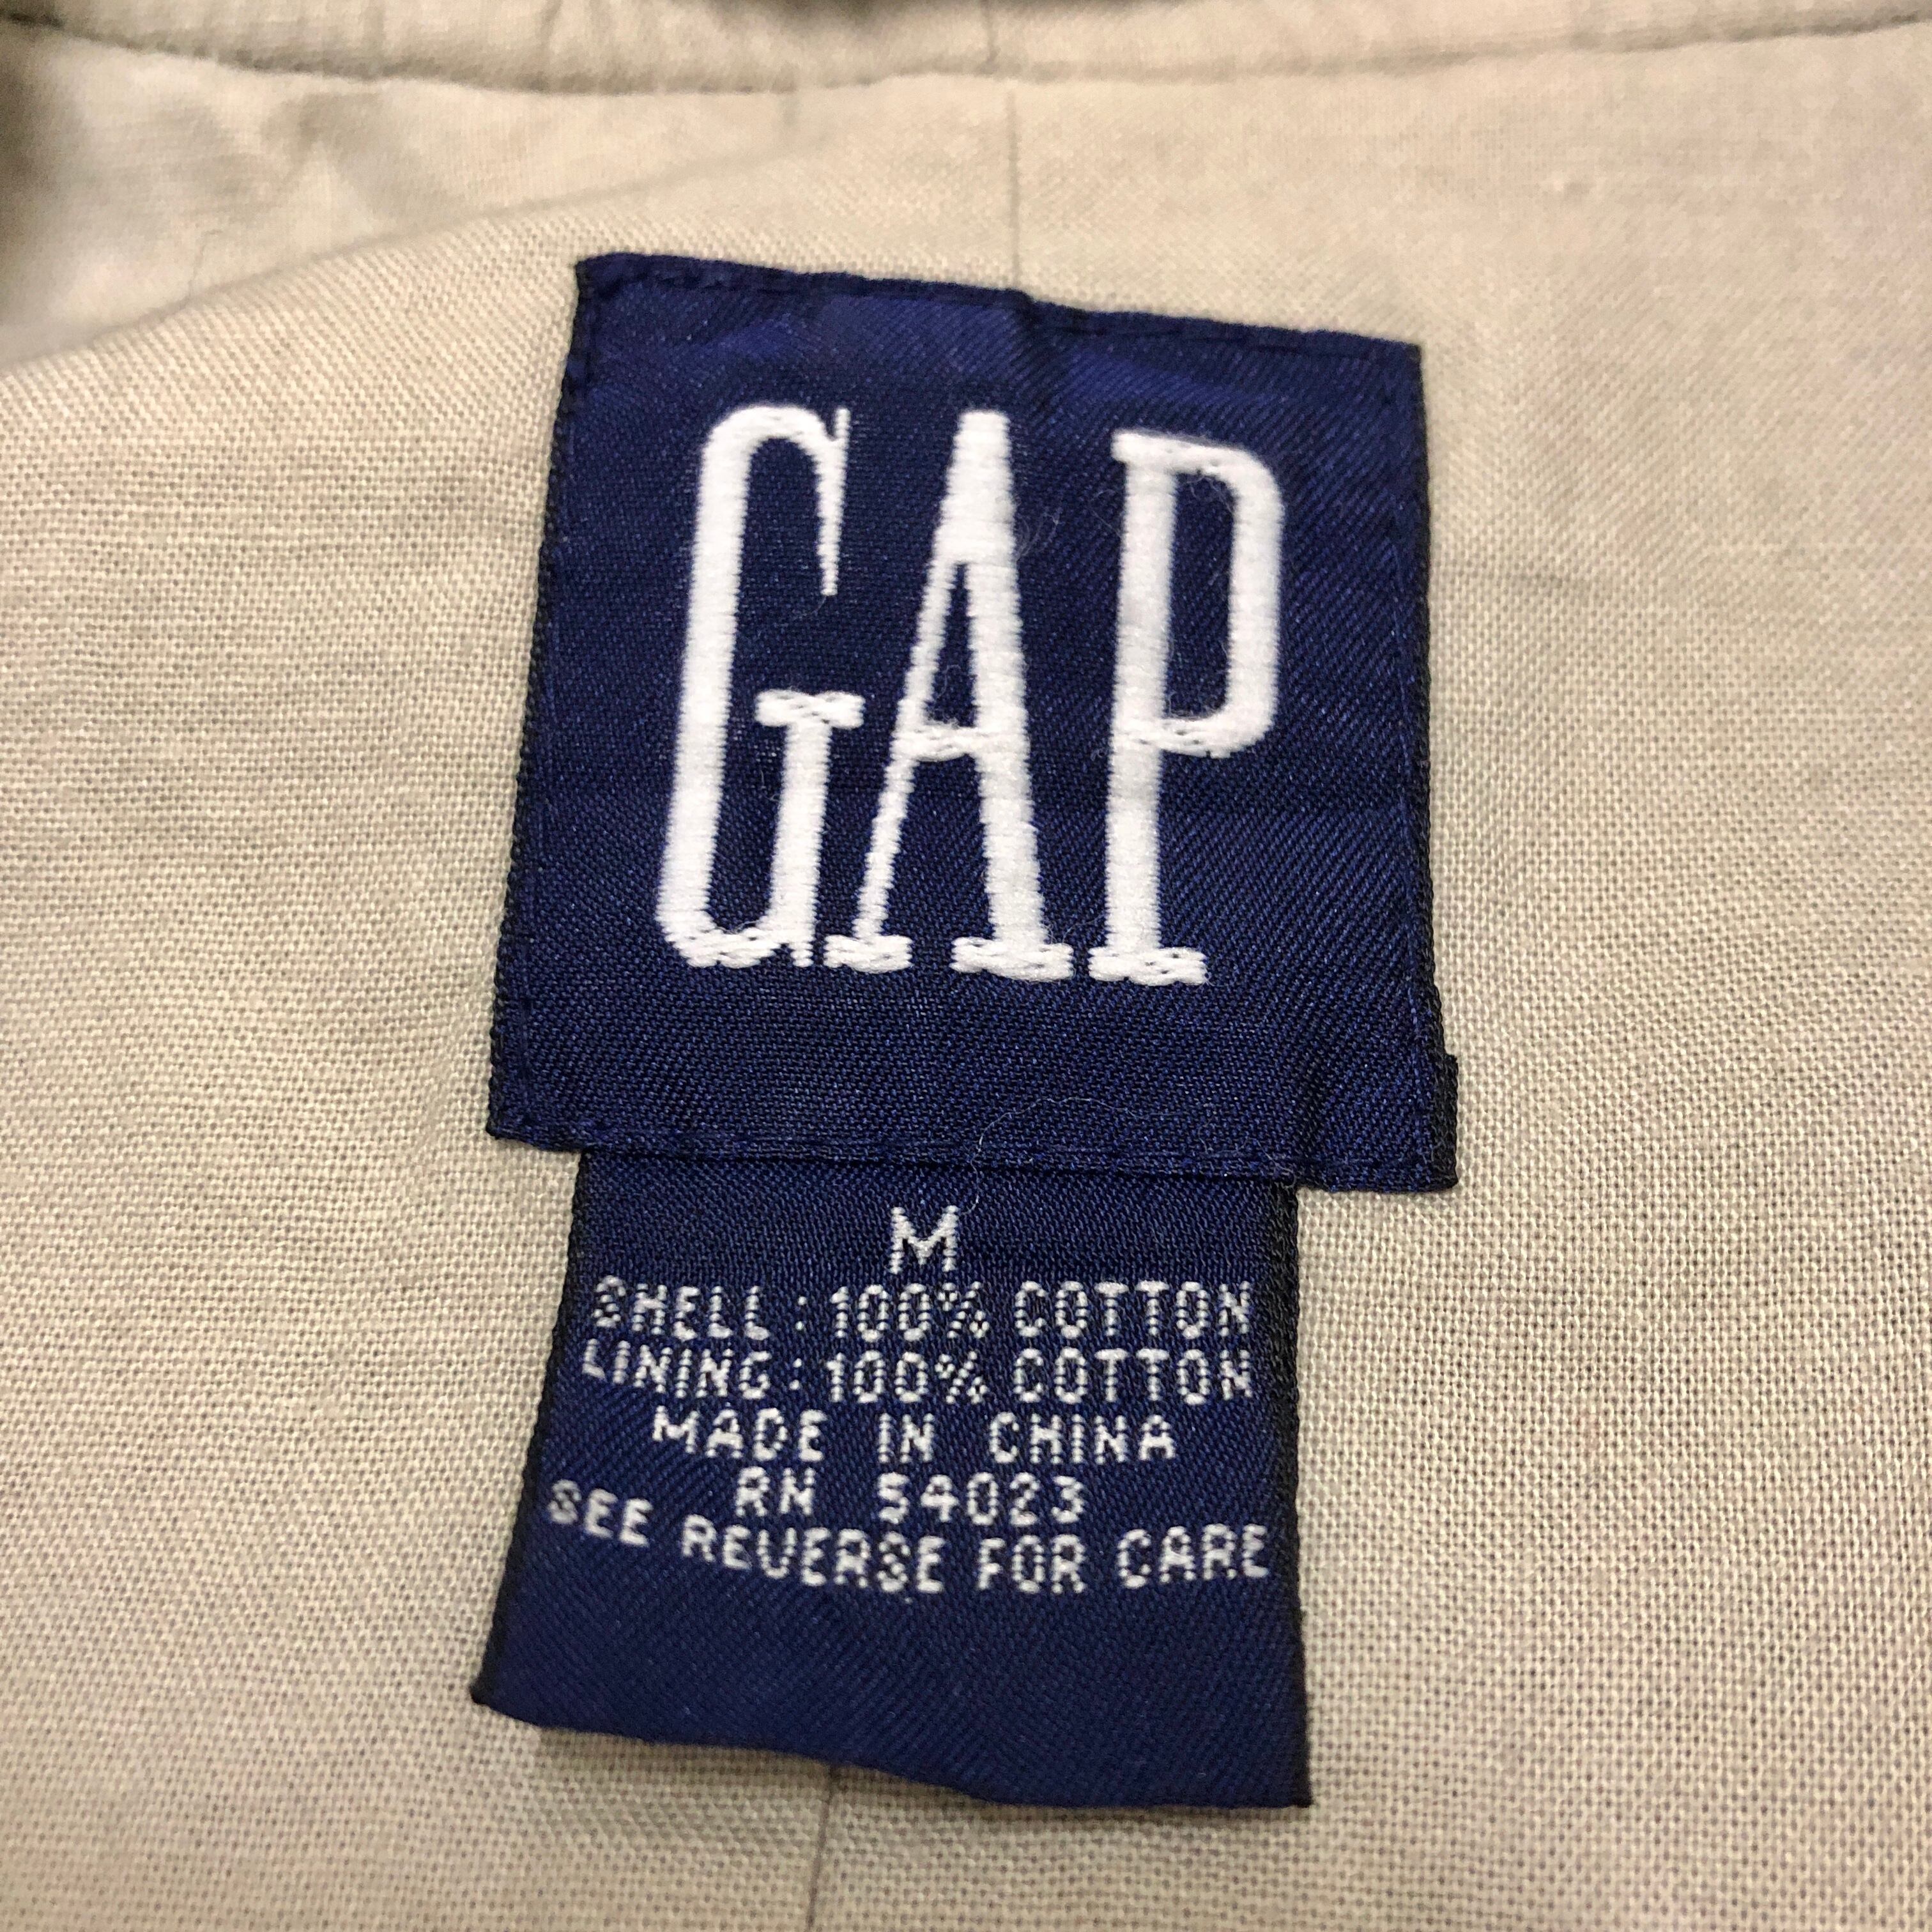 GAP
M
SHELL : 100% COTTON
LINING : 100% COTTON
MADE IN CHINA
RN 54023
SEE REVERSE FOR CARE